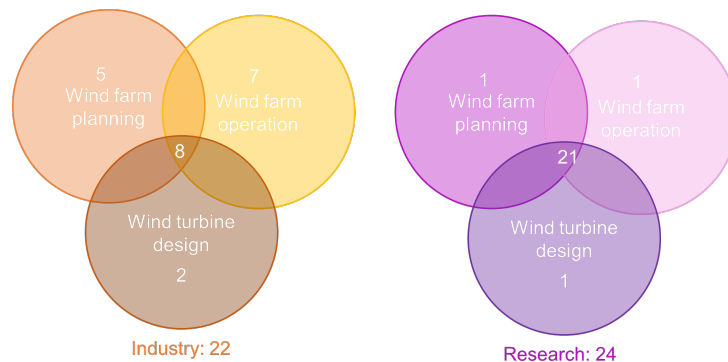 5
Wind farm
planning
7
Wind farm
operation
8
Wind turbine
design
2
Industry: 22
1
Wind farm
planning
1
Wind farm
operation
21
Wind turbine
design
1
Research: 24